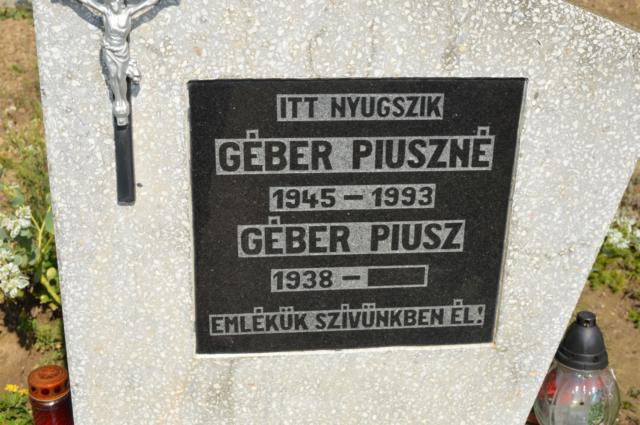 ITT NYUGSZIK
GÉBER PIUSZNÉ
1945 – 1993
GÉBER PIUSZ
1938 –
EMLÉKÜK SZÍVÜNKBEN ÉL!